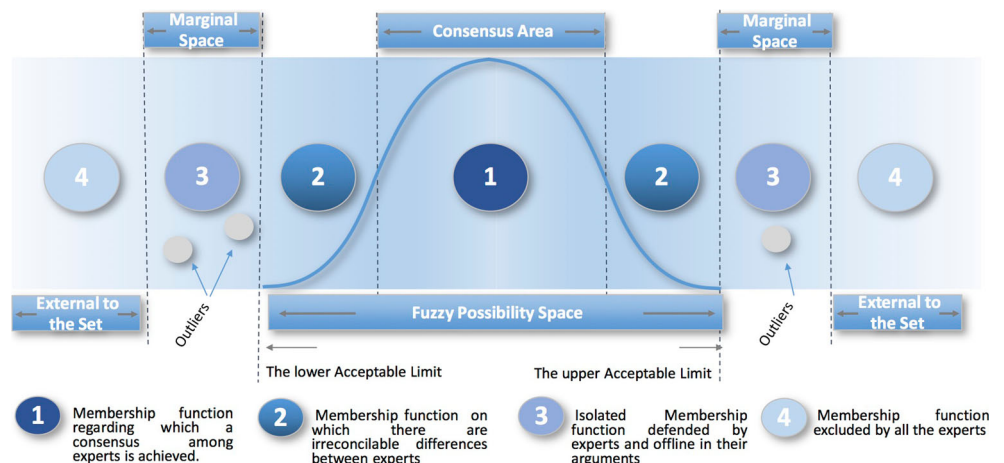 Marginal
Space
Consensus Area
Marginal
Space
4
3
2
1
2
3
4
External to
the Set
Outliers
Fuzzy Possibility Space
Outliers
External to
the Set
The lower Acceptable Limit
The upper Acceptable Limit
1
Membership function
regarding which a
consensus among
experts is achieved.
2
Membership function on
which there are
irreconcilable differences
between experts
3
Isolated Membership
function defended by
experts and offline in their
arguments
4
Membership function
excluded by all the experts